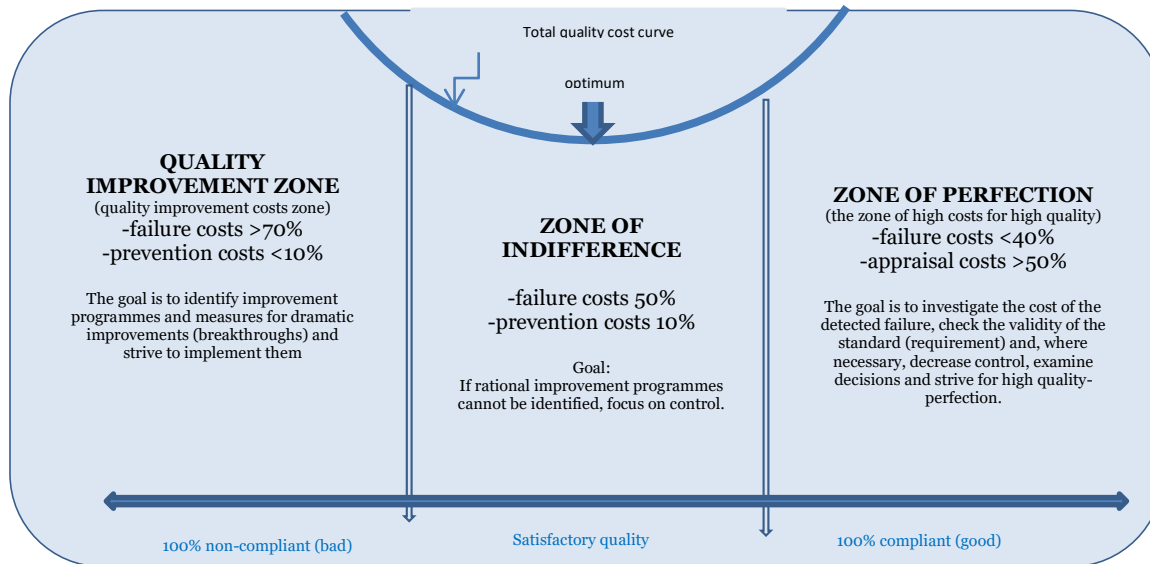 Total quality cost curve
optimum
QUALITY
IMPROVEMENT ZONE
(quality improvement costs zone)
-failure costs >70%
-prevention costs <10%
The goal is to identify improvement
programmes and measures for dramatic
improvements (breakthroughs) and
strive to implement them
ZONE OF
INDIFFERENCE
-failure costs 50%
-prevention costs 10%
Goal:
If rational improvement programmes
cannot be identified, focus on control.
ZONE OF PERFECTION
(the zone of high costs for high quality)
-failure costs <40%
-appraisal costs >50%
The goal is to investigate the cost of the
detected failure, check the validity of the
standard (requirement) and, where
necessary, decrease control, examine
decisions and strive for high quality-
perfection.
100% non-compliant (bad)
Satisfactory quality
100% compliant (good)